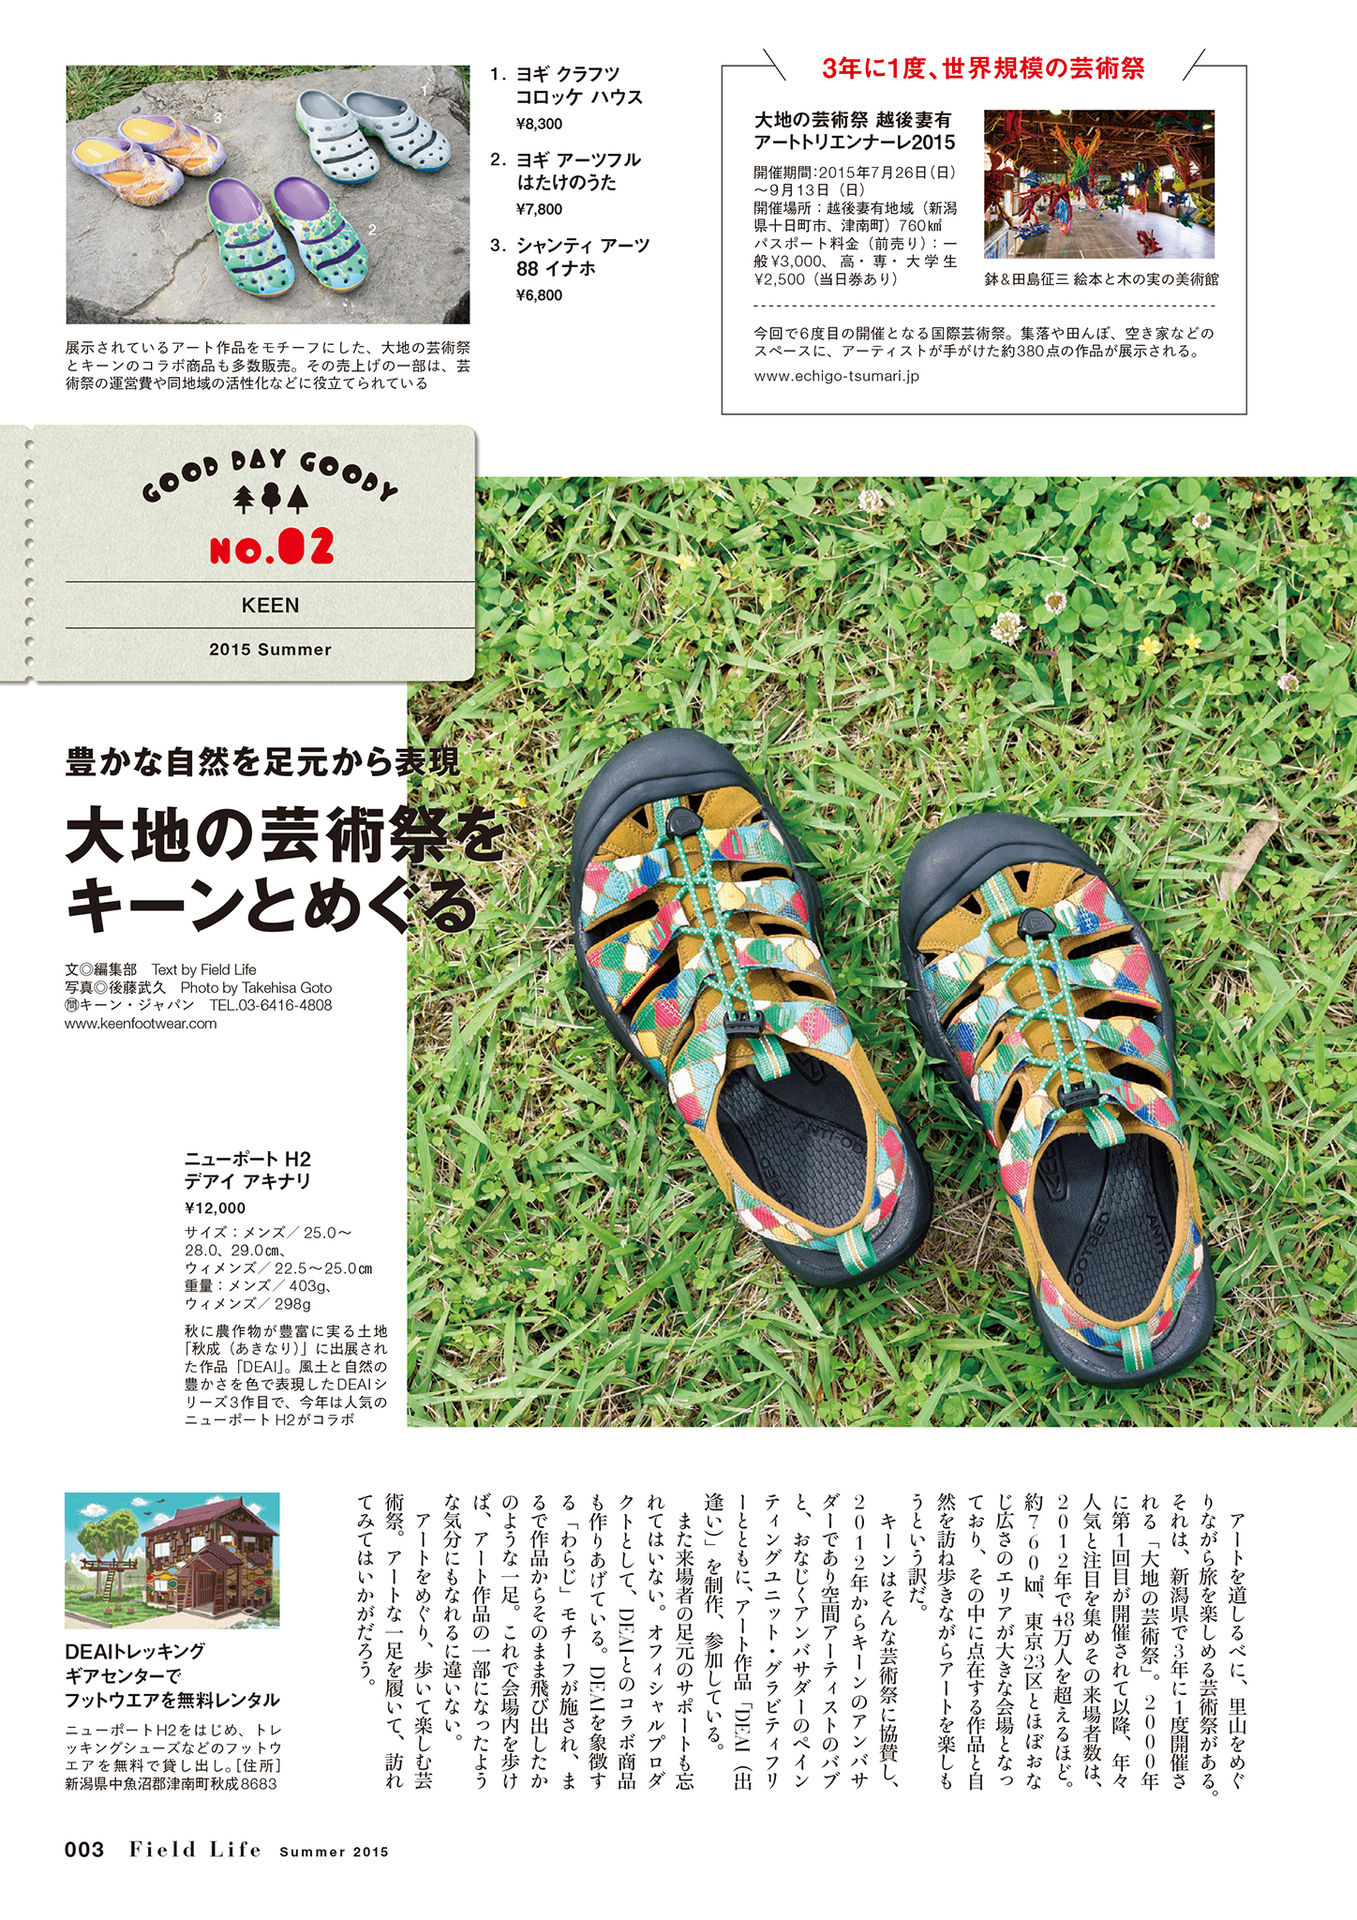 1
2
3
1. ヨギ クラフツ
コロッケ ハウス
¥8,300
2. ヨギ アーツフル
はたけのうた
¥7,800
3. シャンティ アーツ
88 イナホ
¥6,800
展示されているアート作品をモチーフにした、大地の芸術祭
とキーンのコラボ商品も多数販売。その売上げの一部は、芸
術祭の運営費や同地域の活性化などに役立てられている
3年に1度、世界規模の芸術祭
大地の芸術祭 越後妻有
アートトリエンナーレ2015
開催期間:2015年7月26日(日)
〜9月13日（日）
開催場所：越後妻有地域（新潟
県十日町市、津南町）760㎢
パスポート料金（前売り）：一
般¥3,000、高・専・大学生
¥2,500（当日券あり）
鉢&田島征三 絵本と木の実の美術館
今回で6度目の開催となる国際芸術祭。集落や田んぼ、空き家などの
スペースに、アーティストが手がけた約380点の作品が展示される。
www.echigo-tsumari.jp
GOOD DAY GOODY
NO.02
KEEN
2015 Summer
豊かな自然を足元から表現
大地の芸術祭を
キーンとめぐる
文◎編集部　Text by Field Life
写真◎後藤武久　Photo by Takehisa Goto
㉄キーン・ジャパン　TEL.03-6416-4808
www.keenfootwear.com
ニューポート H2
デアイ アキナリ
¥12,000
サイズ：メンズ／25.0〜
28.0、29.0㎝、
ウィメンズ／22.5〜25.0㎝
重量：メンズ／403g、
ウィメンズ／298g
秋に農作物が豊富に実る土地
「秋成（あきなり）」に出展され
た作品「DEAI」。風土と自然の
豊かさを色で表現したDEAIシ
リーズ3作目で、今年は人気の
ニューポート H2がコラボ
アートを道しるべに、里山をめぐ
りながら旅を楽しめる芸術祭がある。
それは、新潟県で3年に1度開催さ
れる「大地の芸術祭」。2000年
に第1回目が開催されて以降、年々
人気と注目を集めその来場者数は、
2012年で48万人を超えるほど。
約760㎢、東京23区とほぼおな
じ広さのエリアが大きな会場となっ
ており、その中に点在する作品と自
然を訪ね歩きながらアートを楽しも
うという訳だ。
キーンはそんな芸術祭に協賛し、
2012年からキーンのアンバサ
ダーであり空間アーティストのバブ
と、おなじくアンバサダーのペイン
ティングユニット・グラビティフリ
ーとともに、アート作品「DEAI（出
逢い）」を制作、参加している。
また来場者の足元のサポートも忘
れてはいない。オフィシャルプロダ
クトとして、DEAIとのコラボ商品
も作りあげている。DEAIを象徴す
る「わらじ」モチーフが施され、ま
るで作品からそのまま飛び出したか
のような一足。これで会場内を歩け
ば、アート作品の一部になったよう
な気分にもなれるに違いない。
アートをめぐり、歩いて楽しむ芸
術祭。アートな一足を履いて、訪れ
てみてはいかがだろう。
DEAIトレッキング
ギアセンターで
フットウエアを無料レンタル
ニューポートH2をはじめ、トレ
ッキングシューズなどのフットウ
エアを無料で貸し出し。[住所]
新潟県中魚沼郡津南町秋成8683
003 Field Life Summer 2015